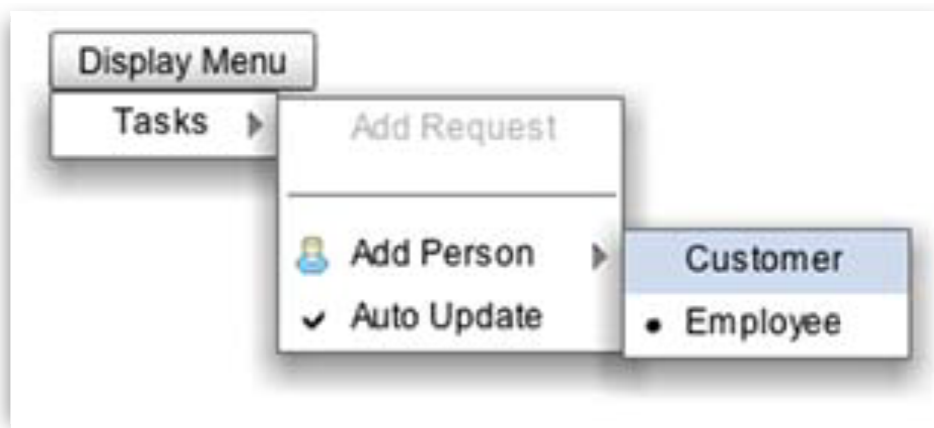 Display Menu
Tasks
Add Request
Add Person
Auto Update
Customer
Employee